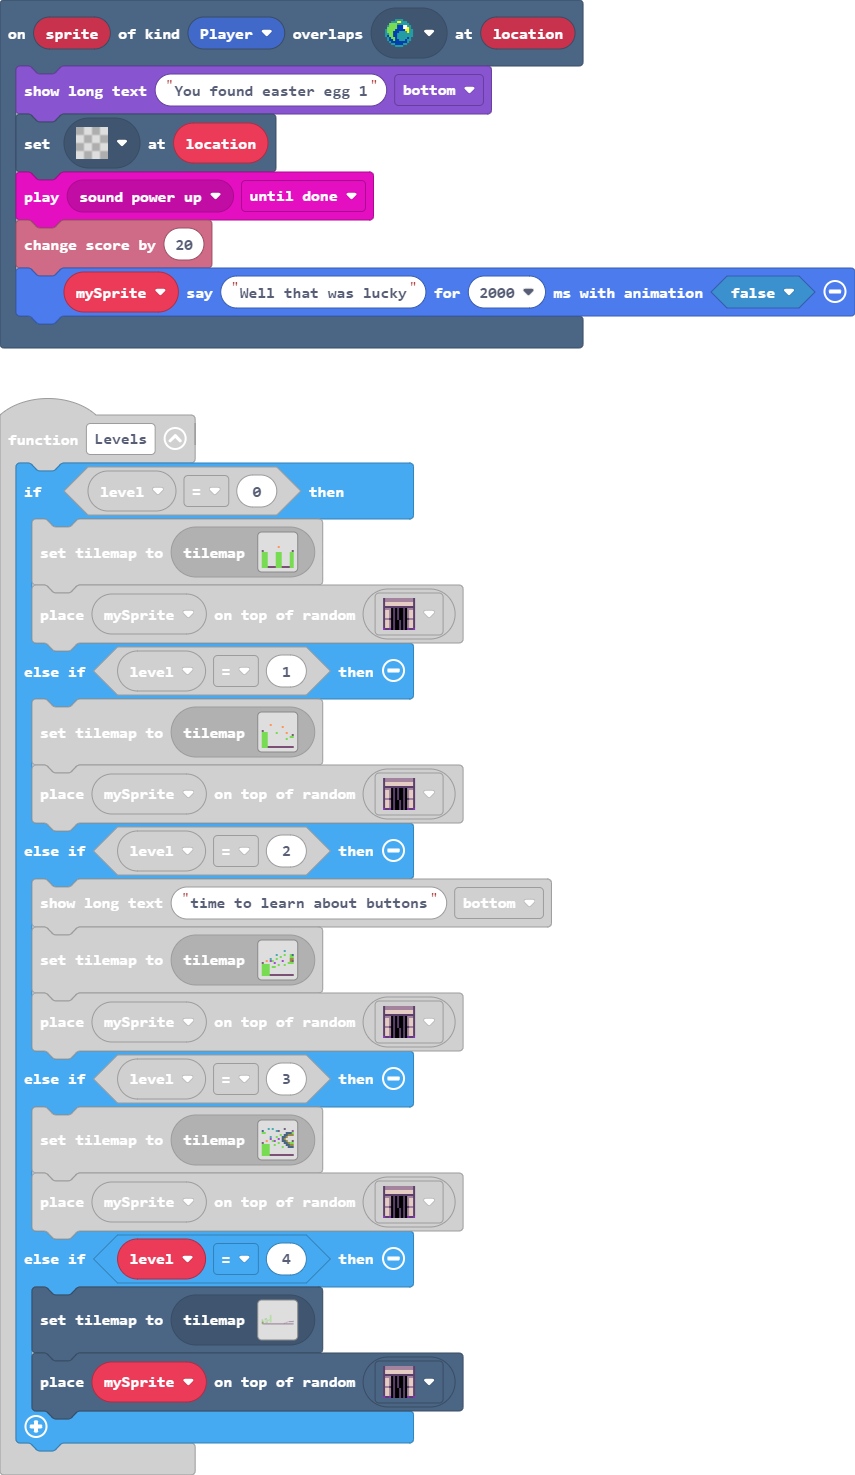 on sprite of kind Player overlaps at location
show long text "You found easter egg 1" bottom
set at location
play sound power up until done
change score by 20
mySprite say "Well that was lucky" for 2000 ms with animation false
function Levels
if level = 0 then
set tilemap to tilemap
place mySprite on top of random
else if level = 1 then
set tilemap to tilemap
place mySprite on top of random
else if level = 2 then
show long text "time to learn about buttons" bottom
set tilemap to tilemap
place mySprite on top of random
else if level = 3 then
set tilemap to tilemap
place mySprite on top of random
else if level = 4 then
set tilemap to tilemap
place mySprite on top of random